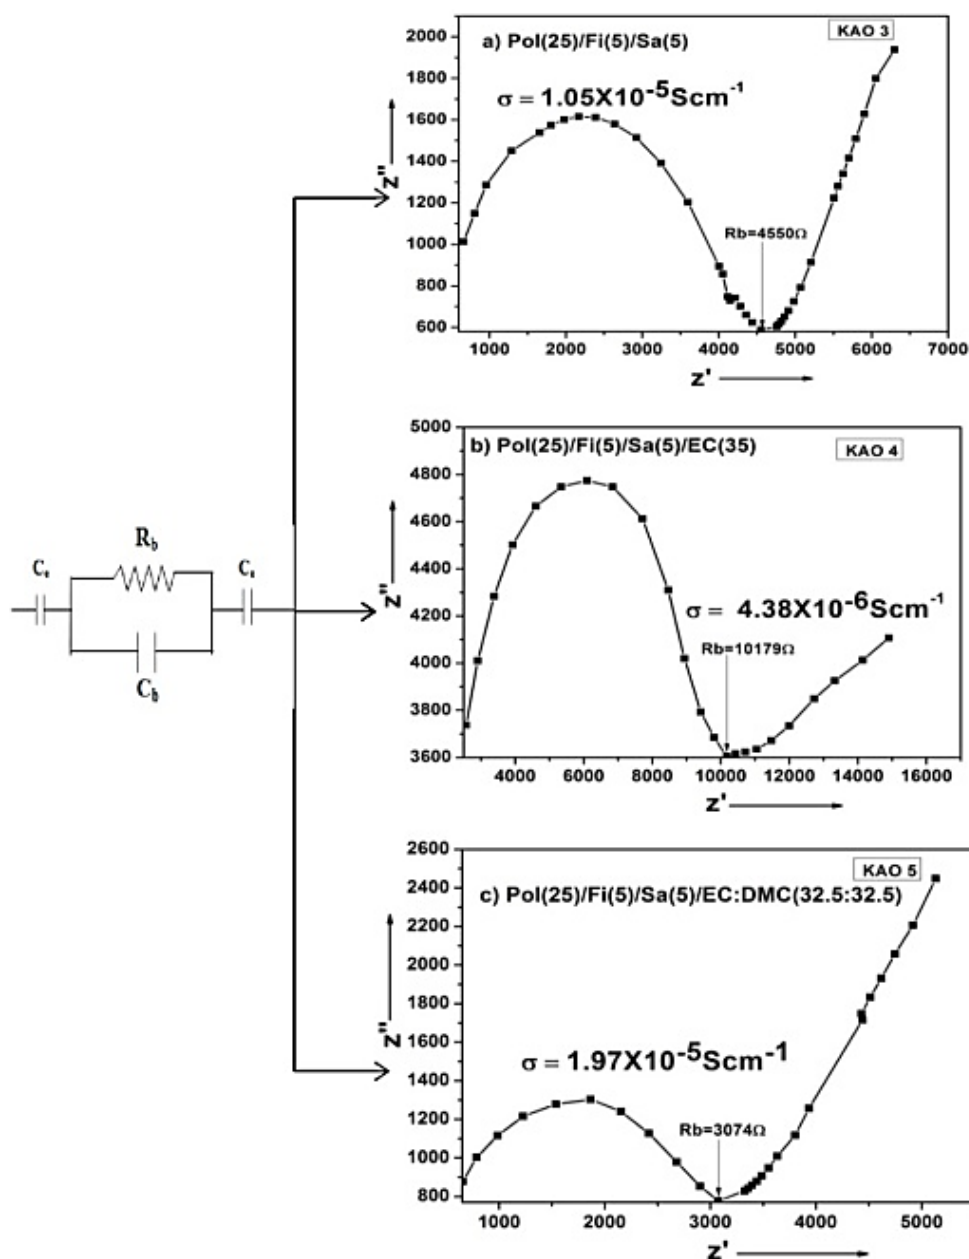 a) Pol(25)/Fi(5)/Sa(5)
KAO 3
σ = 1.05X10⁻⁵Scm⁻¹
Rb=4550Ω
z''
2000
1800
1600
1400
1200
1000
800
600
1000 2000 3000 4000 5000 6000 7000
z'
b) Pol(25)/Fi(5)/Sa(5)/EC(35)
KAO 4
σ = 4.38X10⁻⁶Scm⁻¹
Rb=10179Ω
z''
5000
4800
4600
4400
4200
4000
3800
3600
4000 6000 8000 10000 12000 14000 16000
z'
Rb
Cb
KAO 5
c) Pol(25)/Fi(5)/Sa(5)/EC:DMC(32.5:32.5)
σ = 1.97X10⁻⁵Scm⁻¹
Rb=3074Ω
z''
2600
2400
2200
2000
1800
1600
1400
1200
1000
800
1000 2000 3000 4000 5000
z'